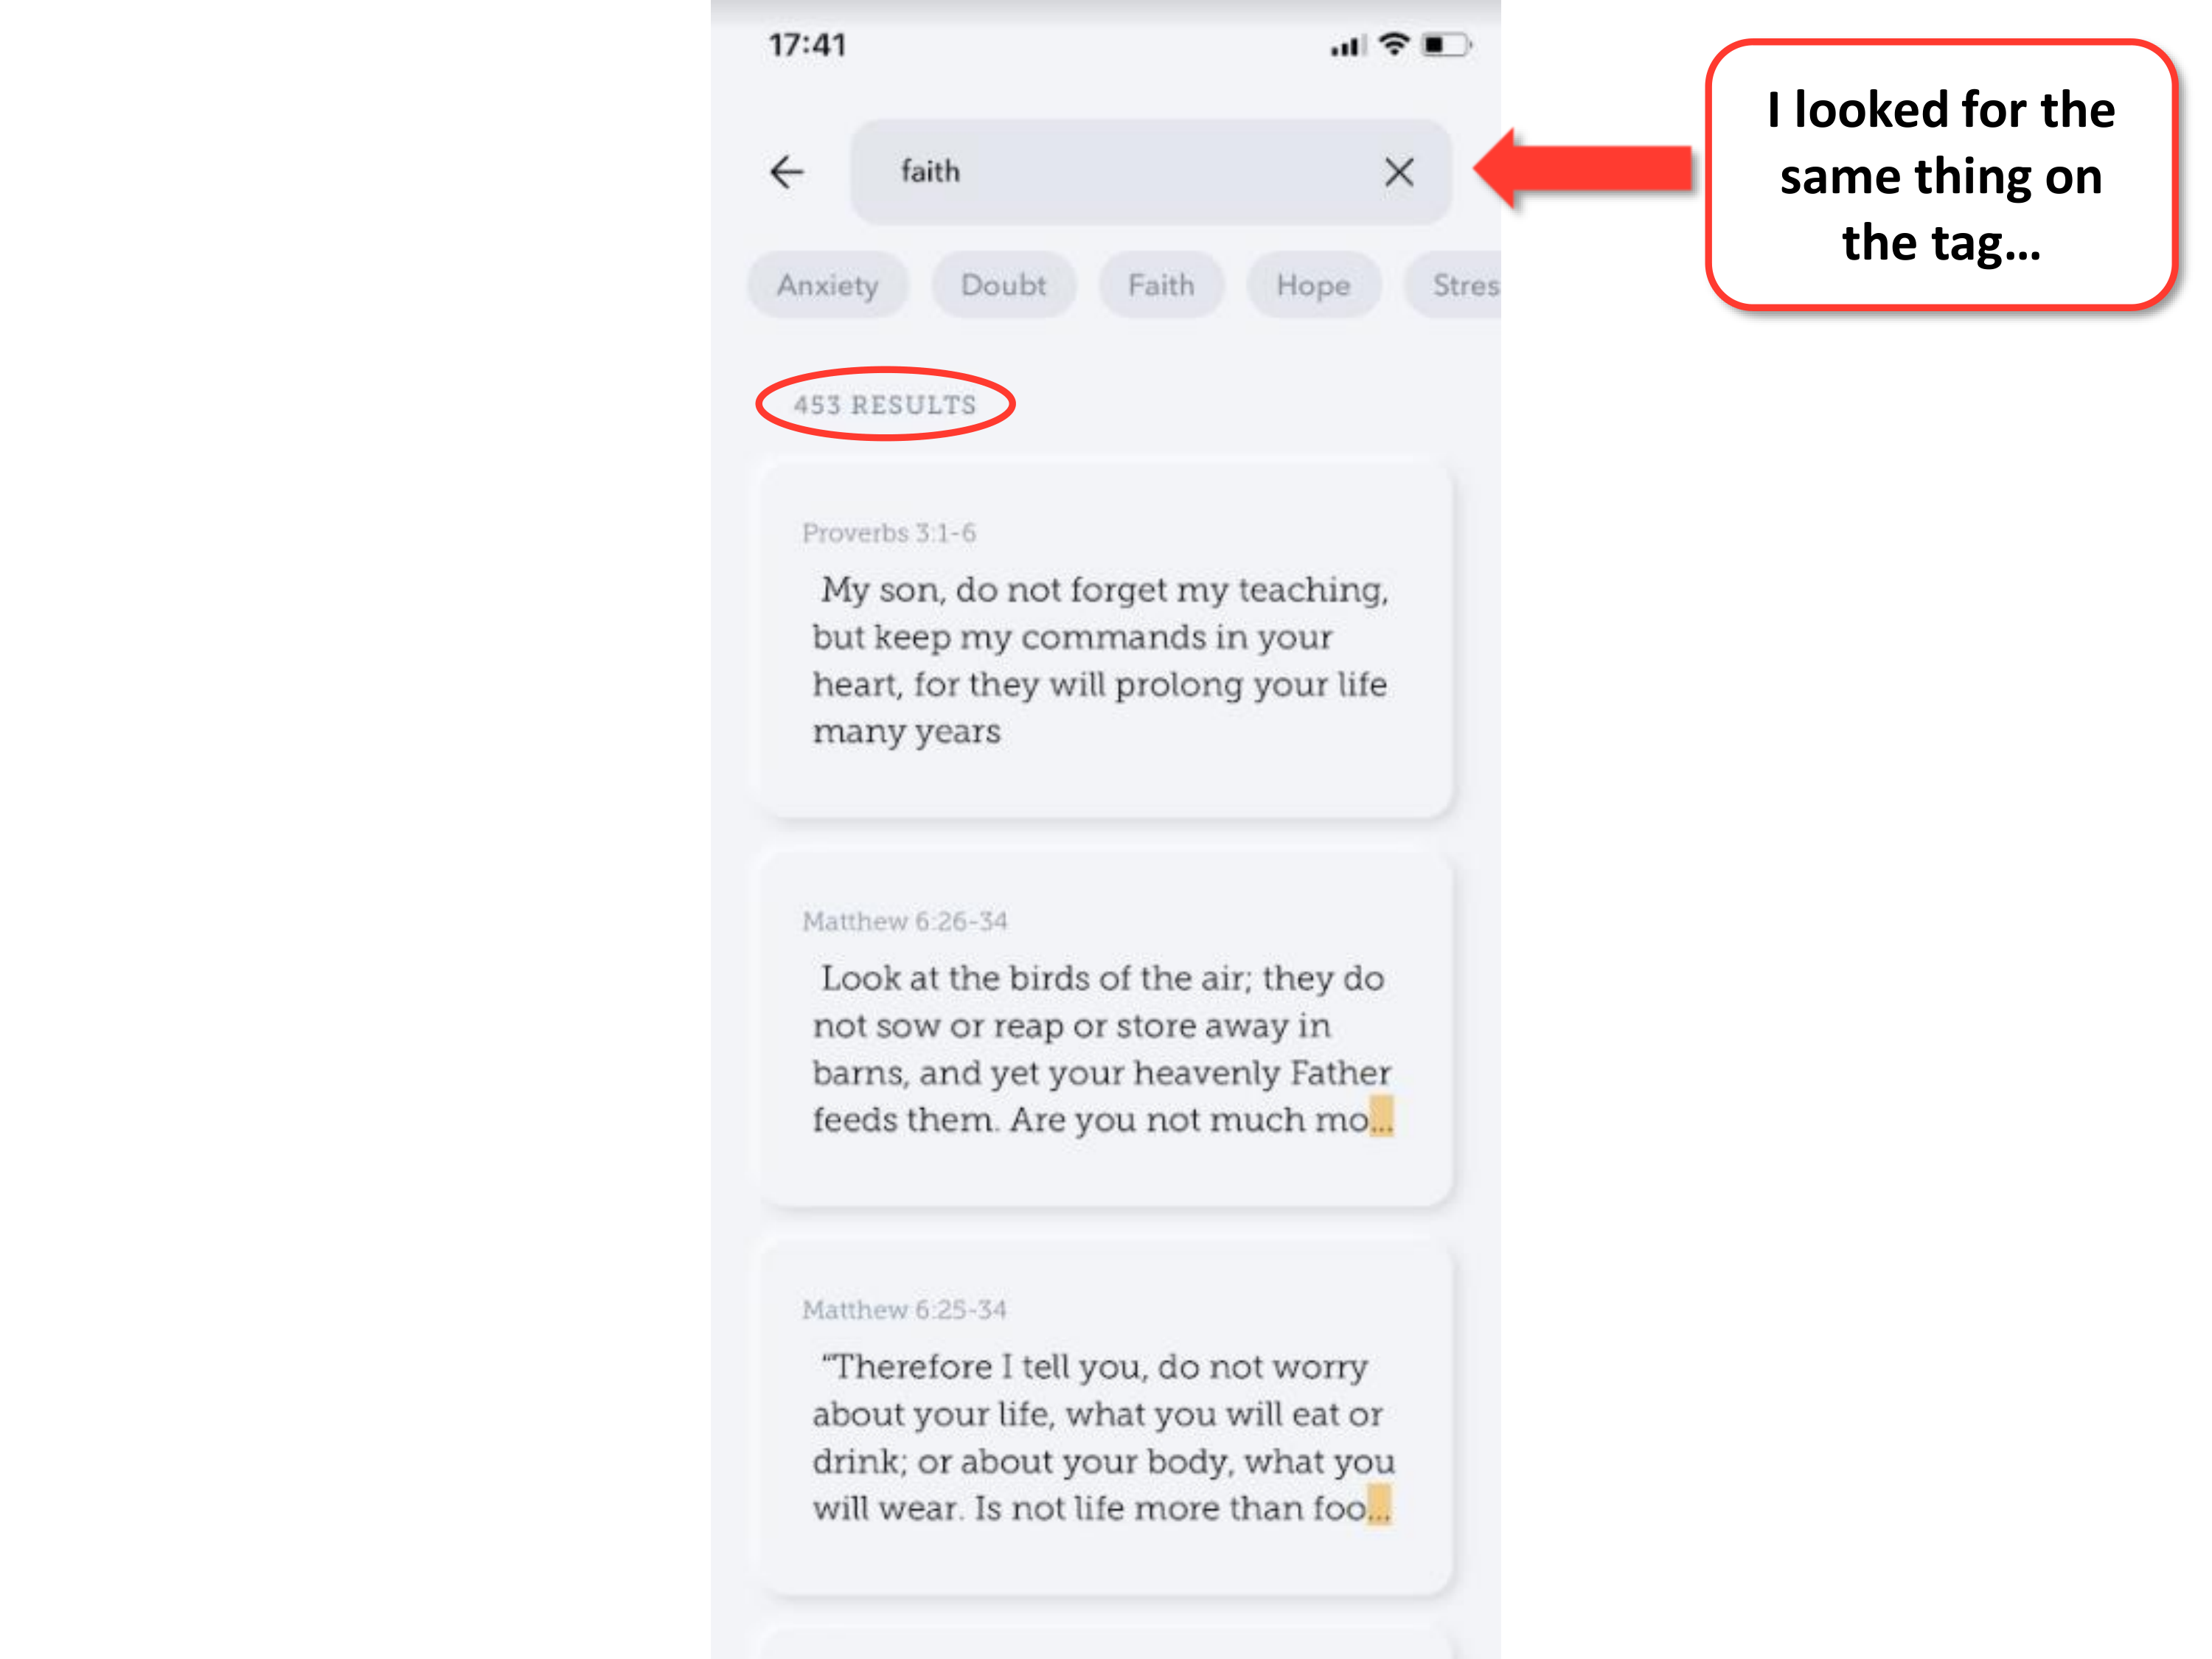 17:41
faith
Anxiety Doubt Faith Hope Stres
453 RESULTS
Proverbs 3:1-6
My son, do not forget my teaching,
but keep my commands in your
heart, for they will prolong your life
many years
Matthew 6:26-34
Look at the birds of the air; they do
not sow or reap or store away in
barns, and yet your heavenly Father
feeds them. Are you not much mo...
Matthew 6:25-34
“Therefore I tell you, do not worry
about your life, what you will eat or
drink; or about your body, what you
will wear. Is not life more than foo...
I looked for the
same thing on
the tag...